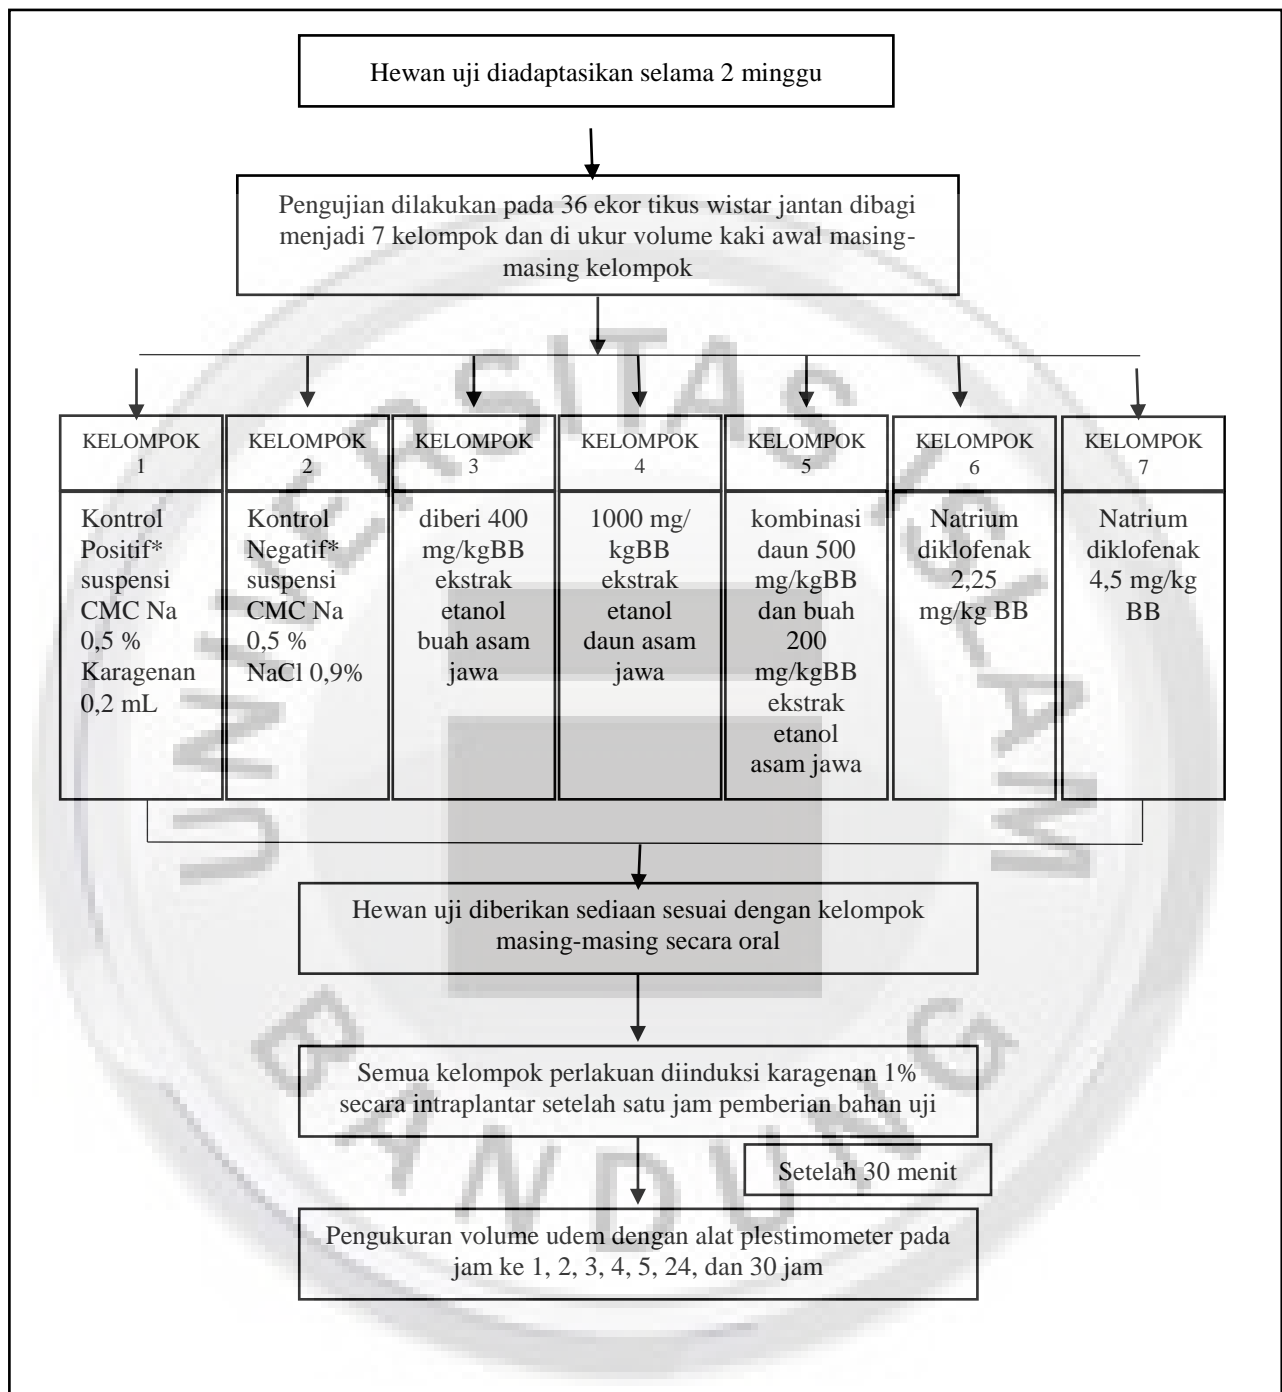 Hewan uji diadaptasikan selama 2 minggu
Pengujian dilakukan pada 36 ekor tikus wistar jantan dibagi
menjadi 7 kelompok dan di ukur volume kaki awal masing-
masing kelompok
KELOMPOK
1
Kontrol
Positif*
suspensi
CMC Na
0,5 %
Karagenan
0,2 mL
KELOMPOK
2
Kontrol
Negatif*
suspensi
CMC Na
0,5 %
NaCl 0,9%
KELOMPOK
3
diberi 400
mg/kgBB
ekstrak
etanol
buah asam
jawa
KELOMPOK
4
1000 mg/
kgBB
ekstrak
etanol
daun asam
jawa
KELOMPOK
5
kombinasi
daun 500
mg/kgBB
dan buah
200
mg/kgBB
ekstrak
etanol
asam jawa
KELOMPOK
6
Natrium
diklofenak
2,25
mg/kg BB
KELOMPOK
7
Natrium
diklofenak
4,5 mg/kg
BB
Hewan uji diberikan sediaan sesuai dengan kelompok
masing-masing secara oral
Semua kelompok perlakuan diinduksi karagenan 1%
secara intraplantar setelah satu jam pemberian bahan uji
Setelah 30 menit
Pengukuran volume udem dengan alat plestimometer pada
jam ke 1, 2, 3, 4, 5, 24, dan 30 jam
UNIVERSITAS ISLAM
BANDUNG